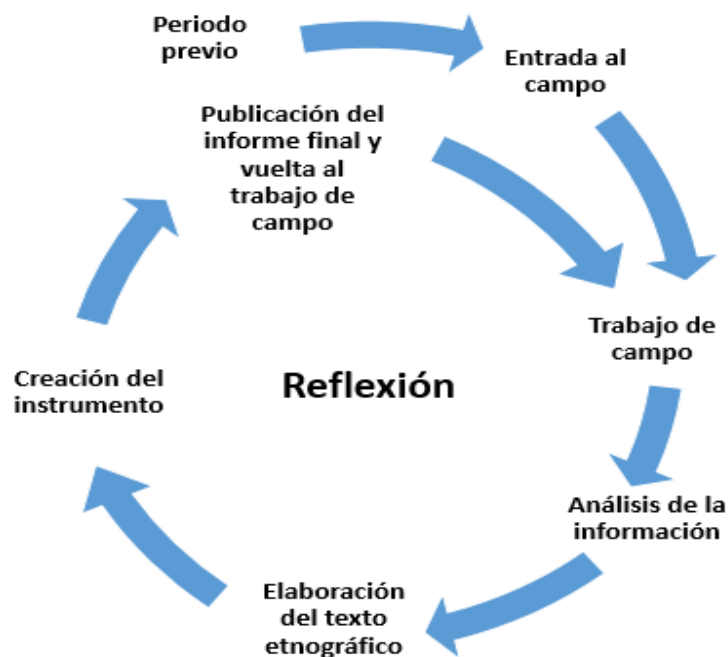 Periodo
previo
Entrada al
campo
Publicación del
informe final y
vuelta al
trabajo de
campo
Trabajo de
campo
Creación del
instrumento
Reflexión
Análisis de la
información
Elaboración
del texto
etnográfico